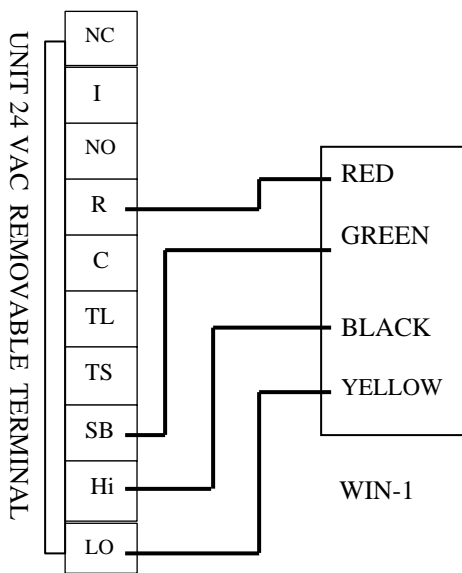 UNIT 24 VAC REMOVABLE TERMINAL
NC
I
NO
R
C
TL
TS
SB
Hi
LO
RED
GREEN
BLACK
YELLOW
WIN-1